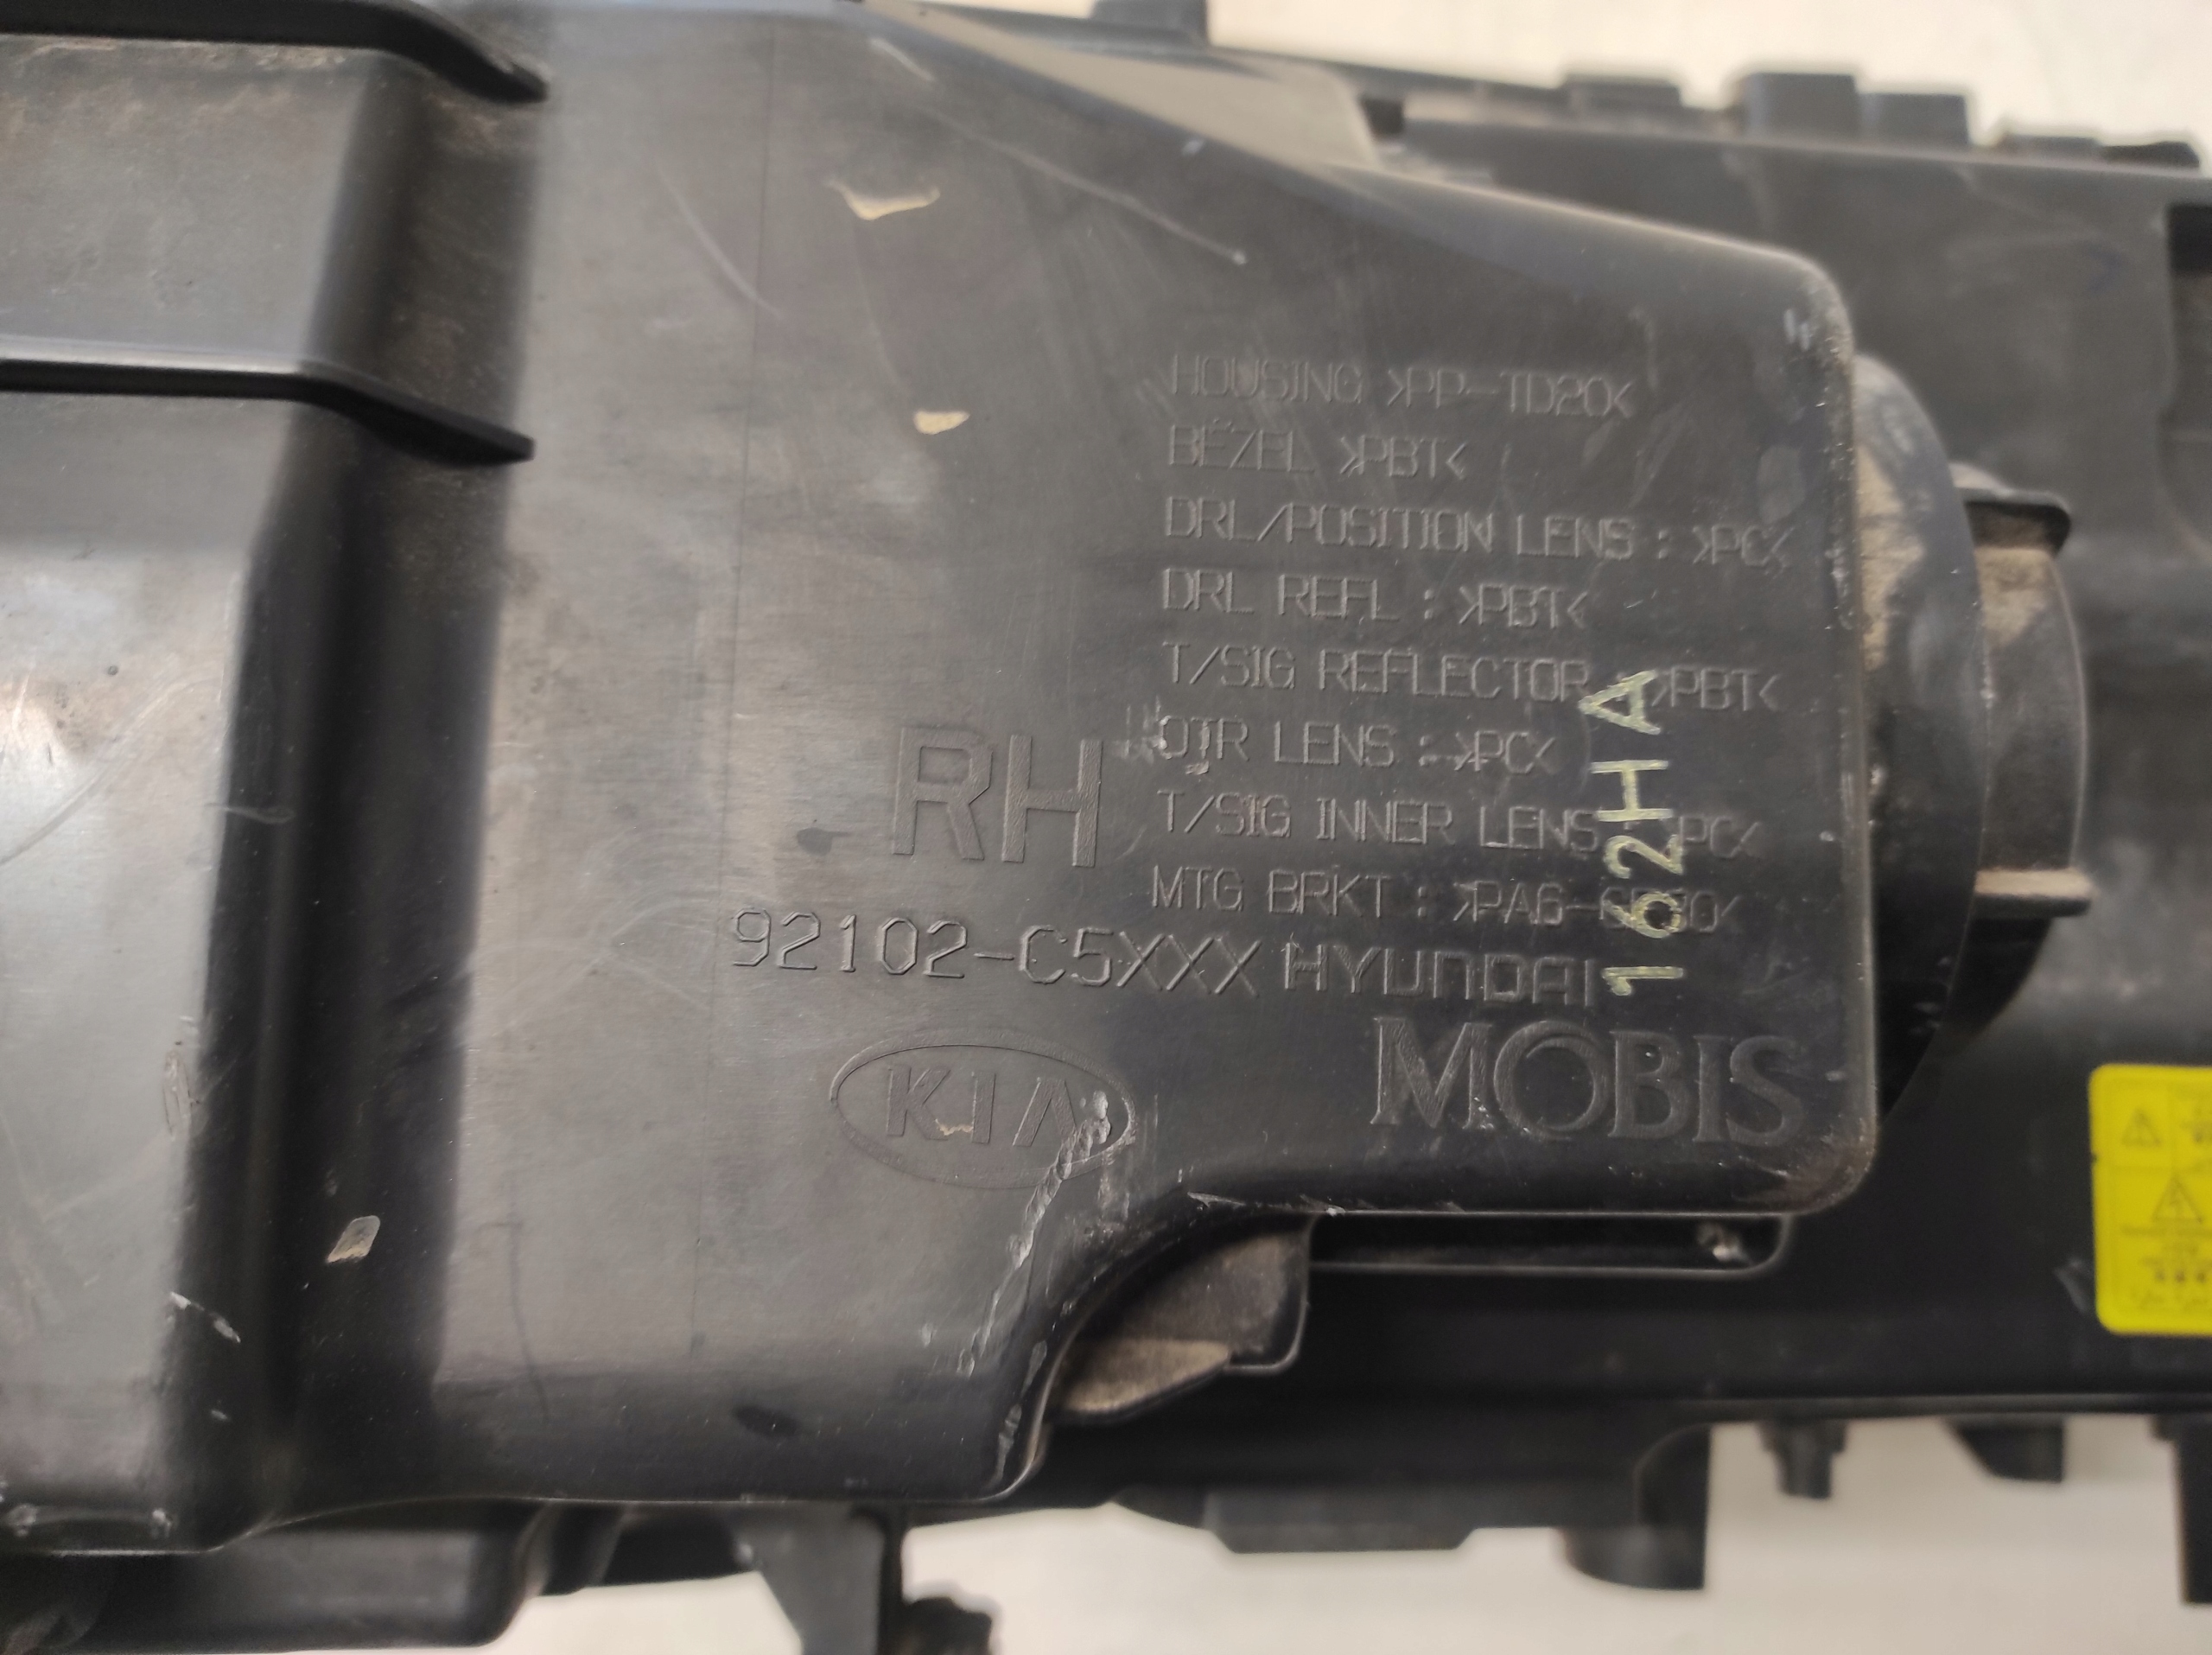 HOUSING >PP-TD20<
BEZEL >PBT<
DRL/POSITION LENS : >PC<
DRL REFL : >PBT<
T/SIG REFLECTOR >PBT<
OTR LENS : >PC<
T/SIG INNER LENS PC<
MTG BRKT :
RH
92102-C5XXX HYUNDAI
MOBIS
KIA
162HA